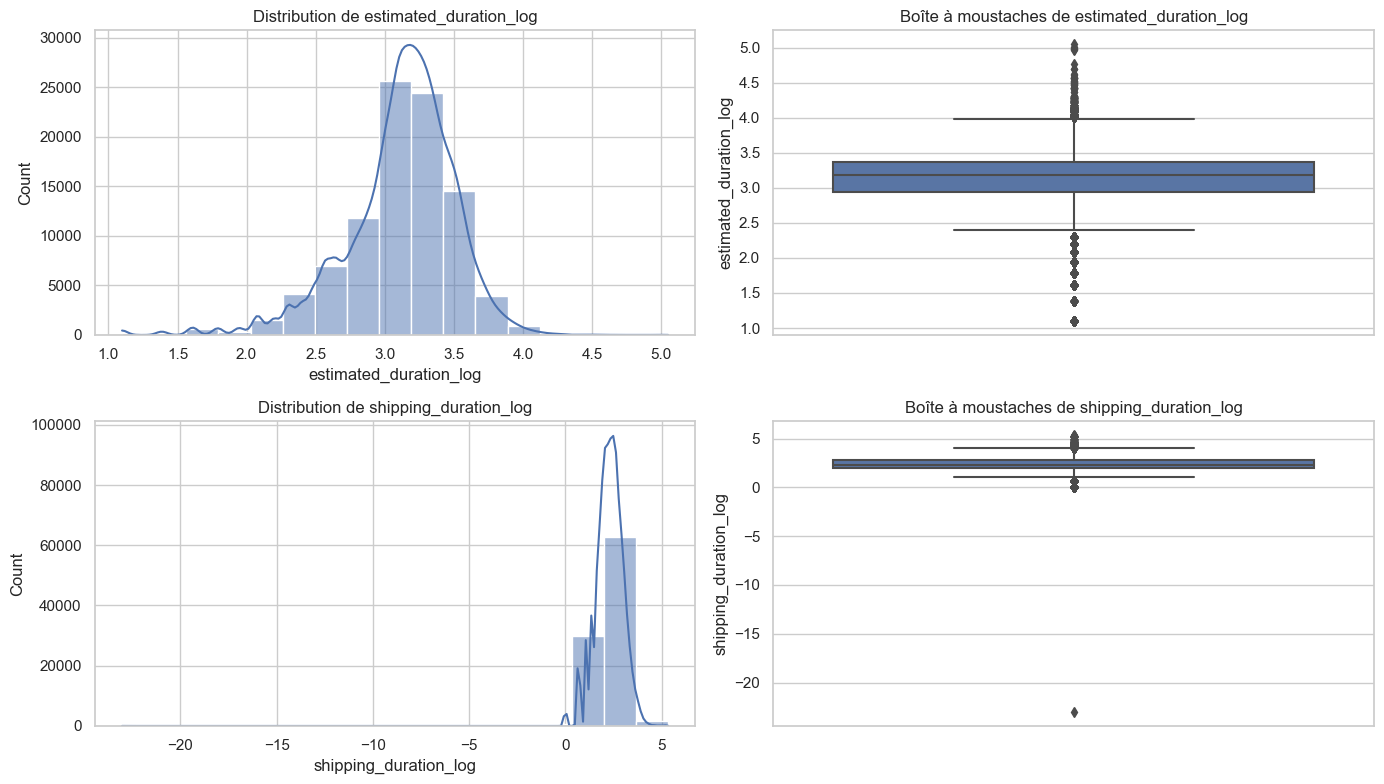 Distribution de estimated_duration_log
30000
25000
20000
15000
10000
5000
0
Count
1.0 1.5 2.0 2.5 3.0 3.5 4.0 4.5 5.0
estimated_duration_log
Boîte à moustaches de estimated_duration_log
5.0
4.5
4.0
3.5
3.0
2.5
2.0
1.5
1.0
estimated_duration_log
Distribution de shipping_duration_log
100000
80000
60000
40000
20000
0
Count
−20 −15 −10 −5 0 5
shipping_duration_log
Boîte à moustaches de shipping_duration_log
5
0
−5
−10
−15
−20
shipping_duration_log